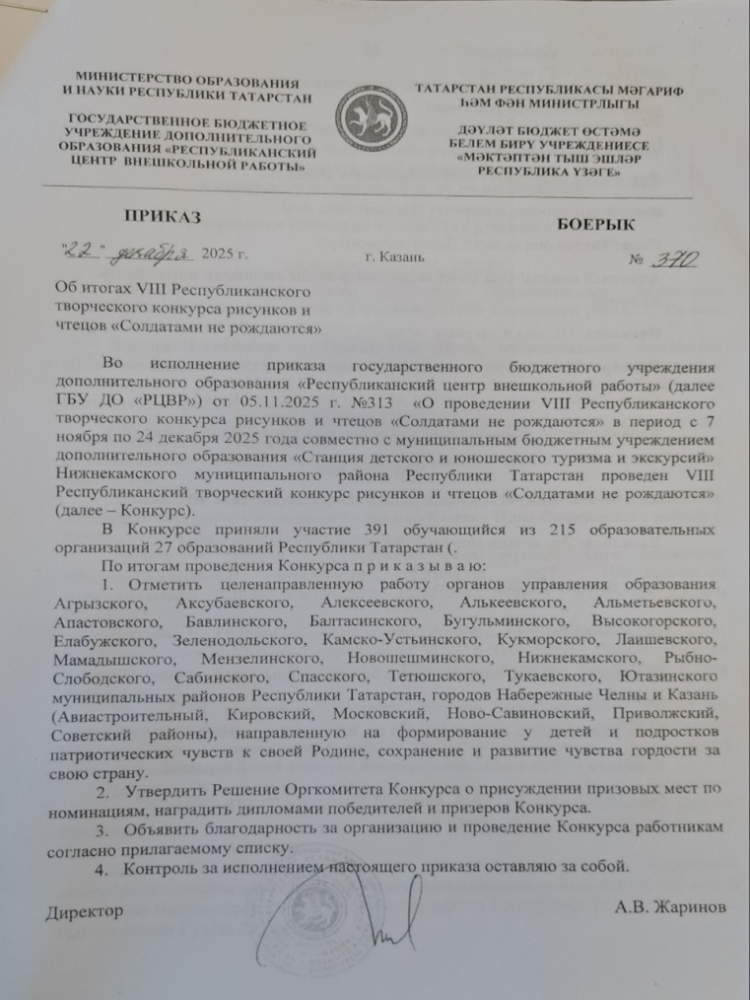 МИНИСТЕРСТВО ОБРАЗОВАНИЯ
И НАУКИ РЕСПУБЛИКИ ТАТАРСТАН
ГОСУДАРСТВЕННОЕ БЮДЖЕТНОЕ
УЧРЕЖДЕНИЕ ДОПОЛНИТЕЛЬНОГО
ОБРАЗОВАНИЯ «РЕСПУБЛИКАНСКИЙ
ЦЕНТР ВНЕШКОЛЬНОЙ РАБОТЫ»
ТАТАРСТАН РЕСПУБЛИКАСЫ МӘГАРИФ
ҺӘМ ФӘН МИНИСТРЛЫГЫ
ДӘҮЛӘТ БЮДЖЕТ ӨСТӘМӘ
БЕЛЕМ БИРҮ УЧРЕЖДЕНИЕСЕ
«МӘКТӘПТӘН ТЫШ ЭШЛӘР
РЕСПУБЛИКА ҮЗӘГЕ»
ПРИКАЗ
БОЕРЫК
"22" декабря 2025 г. г. Казань № 370
Об итогах VIII Республиканского
творческого конкурса рисунков и
чтецов «Солдатами не рождаются»
Во исполнение приказа государственного бюджетного учреждения
дополнительного образования «Республиканский центр внешкольной работы» (далее
ГБУ ДО «РЦВР») от 05.11.2025 г. №313 «О проведении VIII Республиканского
творческого конкурса рисунков и чтецов «Солдатами не рождаются» в период с 7
ноября по 24 декабря 2025 года совместно с муниципальным бюджетным учреждением
дополнительного образования «Станция детского и юношеского туризма и экскурсий»
Нижнекамского муниципального района Республики Татарстан проведен VIII
Республиканский творческий конкурс рисунков и чтецов «Солдатами не рождаются»
(далее – Конкурс).
В Конкурсе приняли участие 391 обучающийся из 215 образовательных
организаций 27 образований Республики Татарстан (.
По итогам проведения Конкурса п р и к а з ы в а ю:
1. Отметить целенаправленную работу органов управления образования
Агрызского, Аксубаевского, Алексеевского, Алькеевского, Альметьевского,
Апастовского, Бавлинского, Балтасинского, Бугульминского, Высокогорского,
Елабужского, Зеленодольского, Камско-Устьинского, Кукморского, Лаишевского,
Мамадышского, Мензелинского, Новошешминского, Нижнекамского, Рыбно-
Слободского, Сабинского, Спасского, Тетюшского, Тукаевского, Ютазинского
муниципальных районов Республики Татарстан, городов Набережные Челны и Казань
(Авиастроительный, Кировский, Московский, Ново-Савиновский, Приволжский,
Советский районы), направленную на формирование у детей и подростков
патриотических чувств к своей Родине, сохранение и развитие чувства гордости за
свою страну.
2. Утвердить Решение Оргкомитета Конкурса о присуждении призовых мест по
номинациям, наградить дипломами победителей и призеров Конкурса.
3. Объявить благодарность за организацию и проведение Конкурса работникам
согласно прилагаемому списку.
4. Контроль за исполнением настоящего приказа оставляю за собой.
Директор А.В. Жаринов